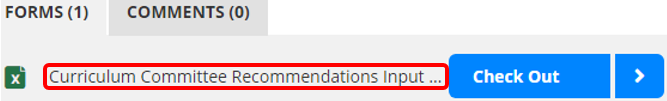 FORMS (1) COMMENTS (0)
Curriculum Committee Recommendations Input ... Check Out